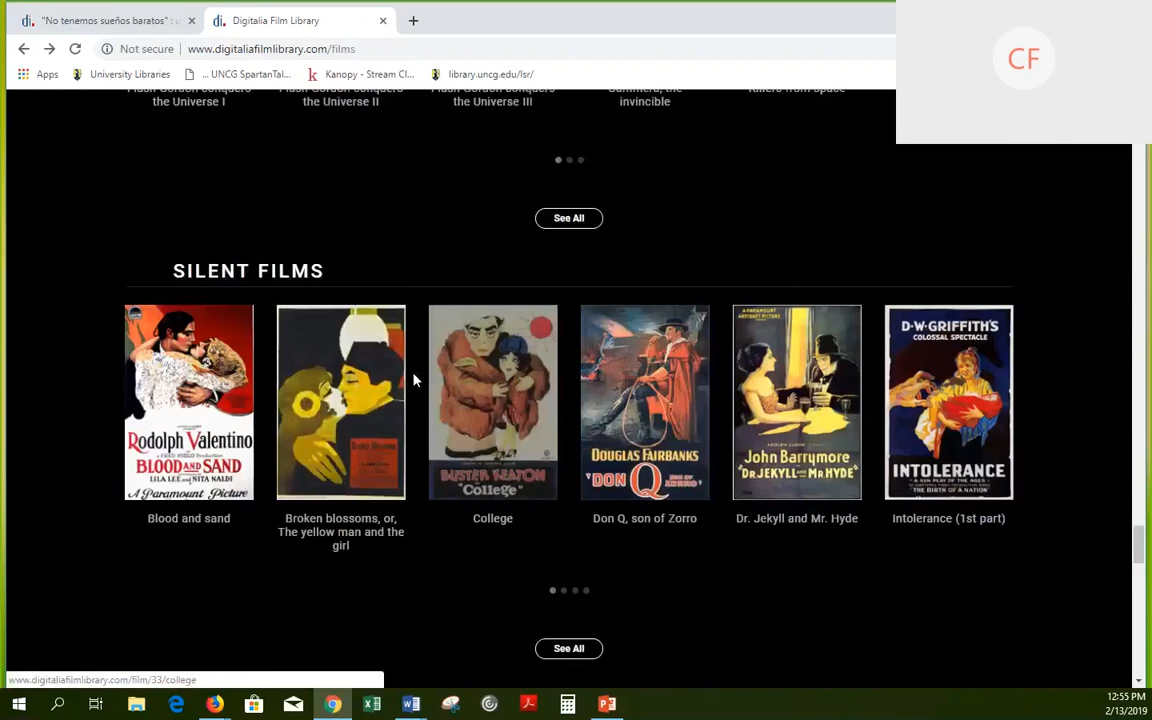 "No tenemos sueños baratos" : u
Digitalia Film Library
CF
Not secure
www.digitaliafilmlibrary.com/films
Apps
University Libraries
... UNCG SpartanTal...
Kanopy - Stream Cl...
library.uncg.edu/lsr/
the Universe I
the Universe II
the Universe III
invincible
See All
SILENT FILMS
RODOLPH VALENTINO
LILA LEE and NITA NALDI
BLOOD AND SAND
A Paramount Picture
BUSTER KEATON
"College"
DOUGLAS FAIRBANKS
"DON Q SON OF ZORRO"
John Barrymore
"DR. JEKYLL AND MR. HYDE"
D·W·GRIFFITH'S
COLOSSAL SPECTACLE
INTOLERANCE
THE BIRTH OF A NATION
Blood and sand
Broken blossoms, or,
The yellow man and the
girl
College
Don Q, son of Zorro
Dr. Jekyll and Mr. Hyde
Intolerance (1st part)
See All
www.digitaliafilmlibrary.com/film/33/college
12:55 PM
2/13/2019